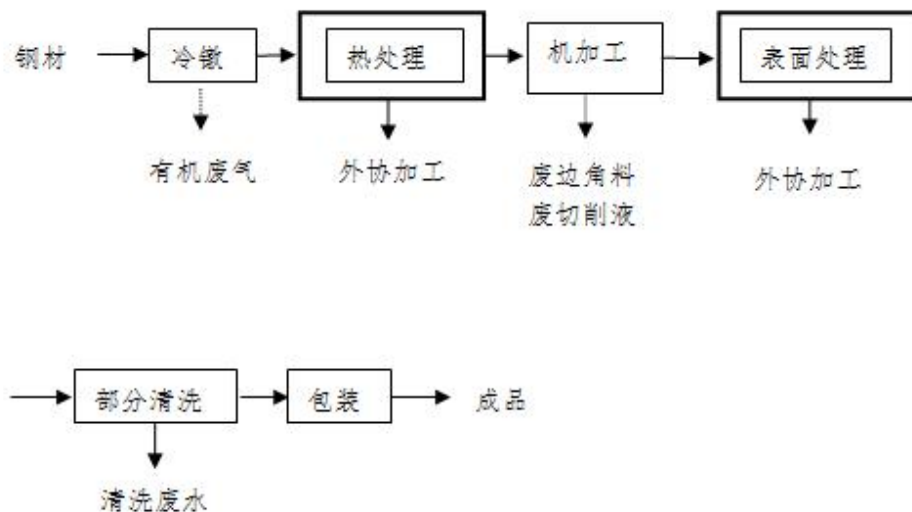 钢材
冷镦
热处理
机加工
表面处理
有机废气
外协加工
废边角料
废切削液
外协加工
部分清洗
包装
成品
清洗废水